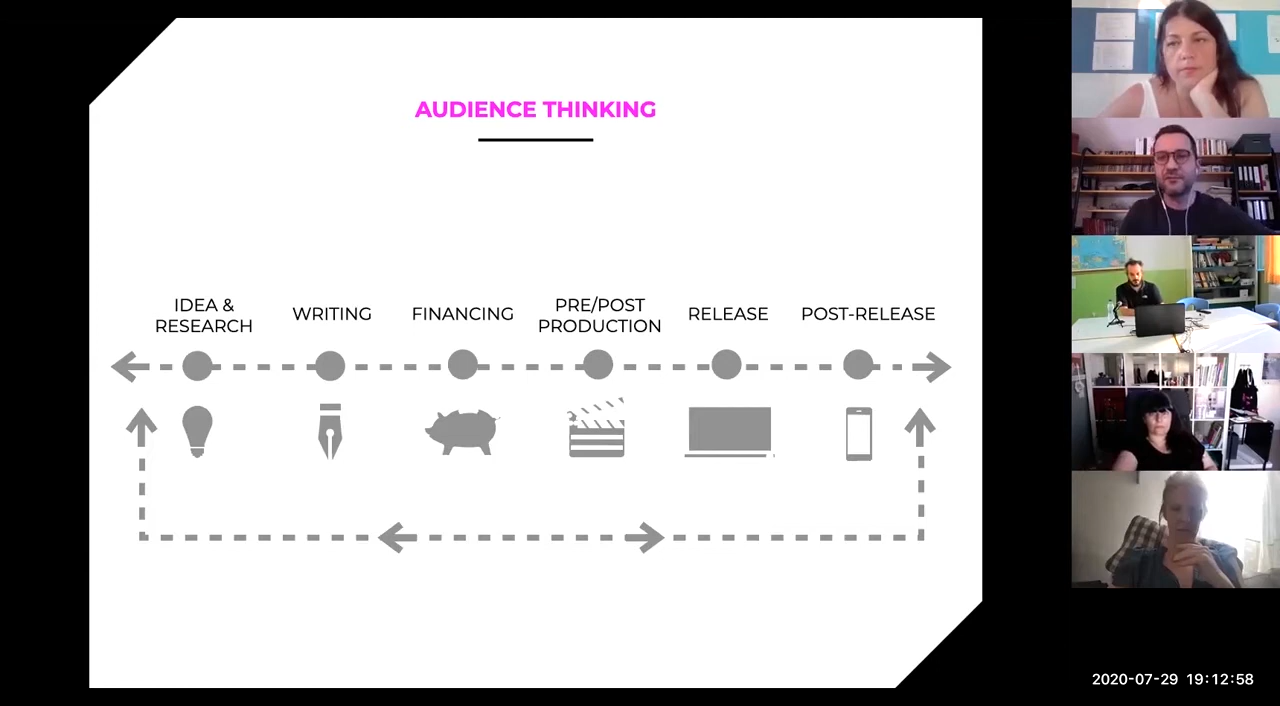 AUDIENCE THINKING
IDEA &
RESEARCH
WRITING
FINANCING
PRE/POST
PRODUCTION
RELEASE
POST-RELEASE
2020-07-29 19:12:58